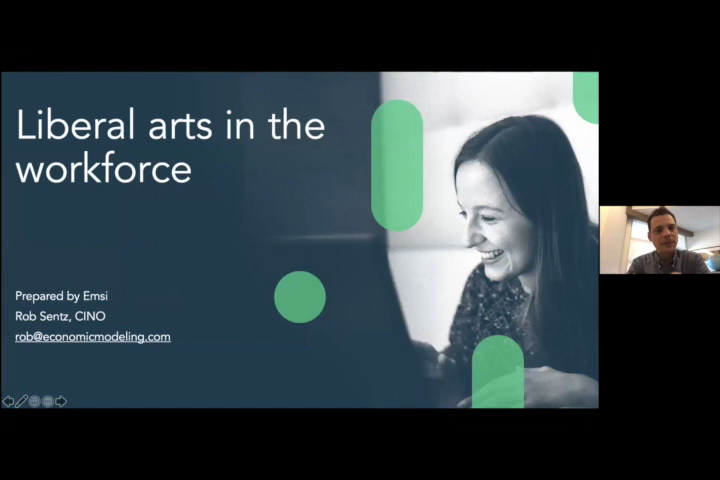 Liberal arts in the
workforce
Prepared by Emsi
Rob Sentz, CINO
rob@economicmodeling.com